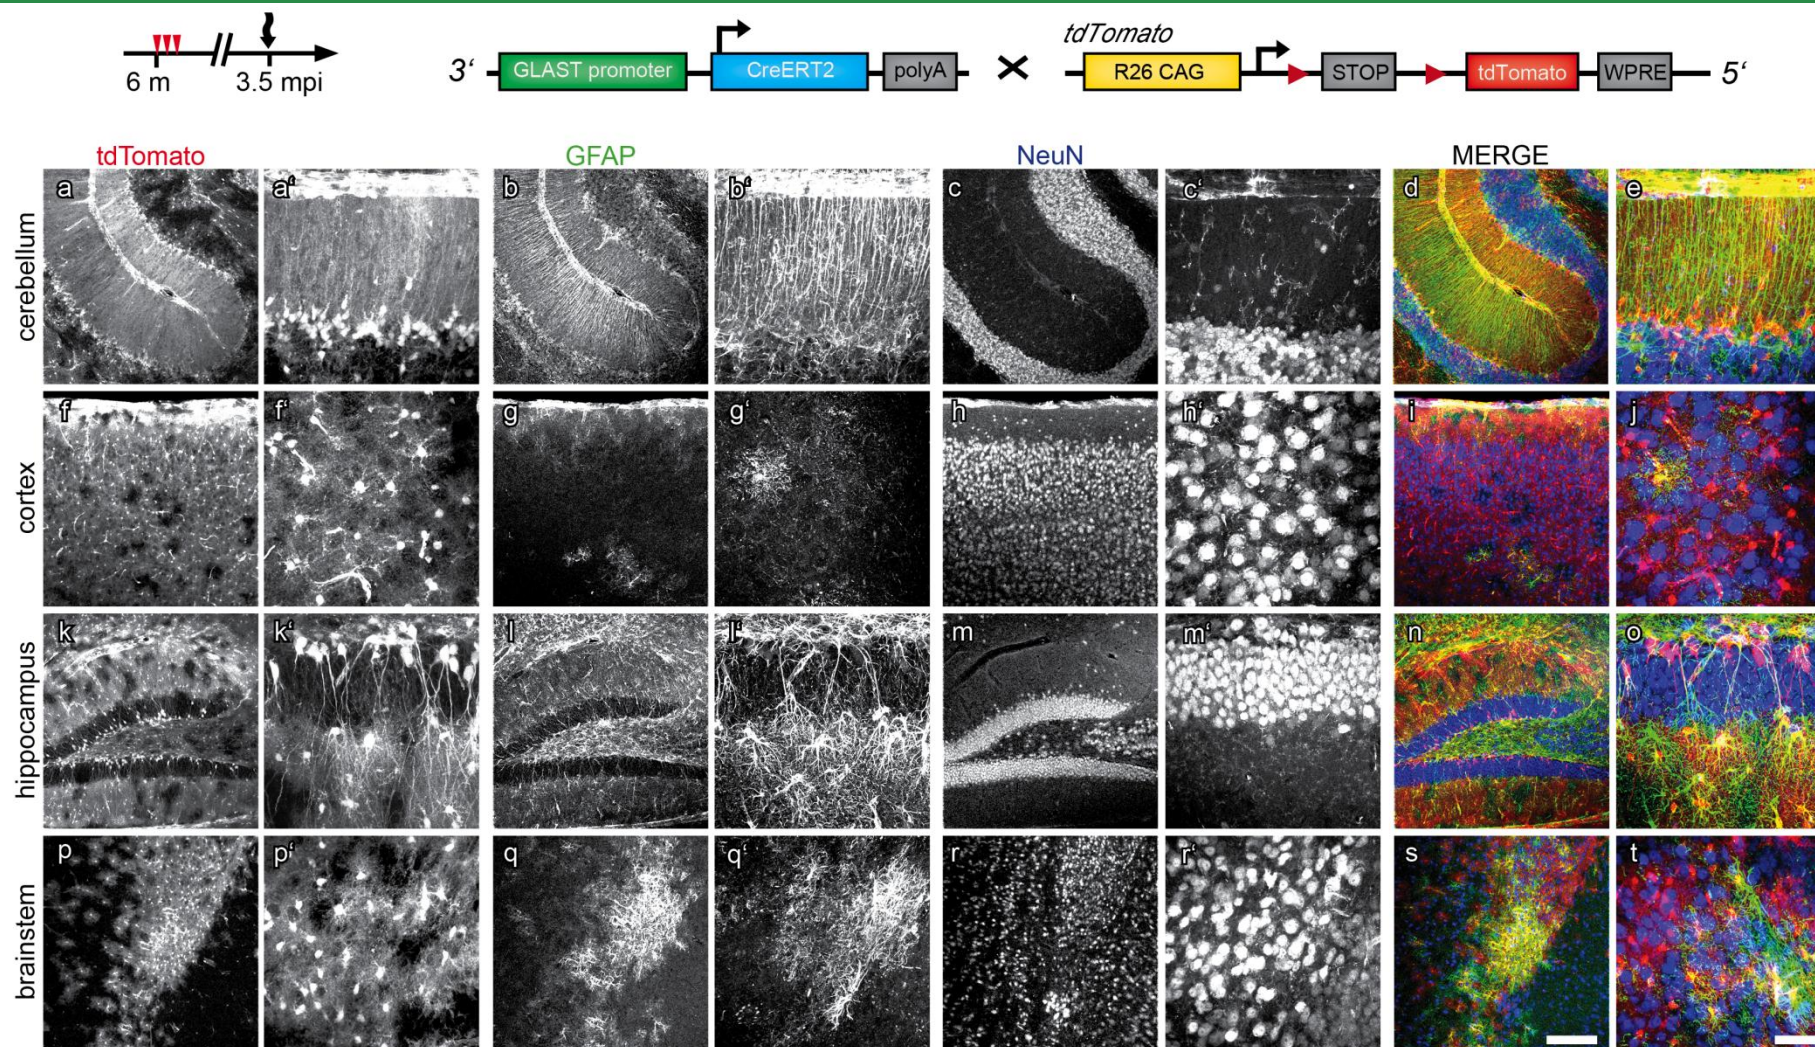 tdTomato
3‘ GLAST promoter CreERT2 polyA R26 CAG STOP tdTomato WPRE 5‘
6 m 3.5 mpi
tdTomato GFAP NeuN MERGE
cerebellum a a‘ b b‘ c c‘ d e
cortex f f‘ g g‘ h h‘ i j
hippocampus k k‘ l l‘ m m‘ n o
brainstem p p‘ q q‘ r r‘ s t